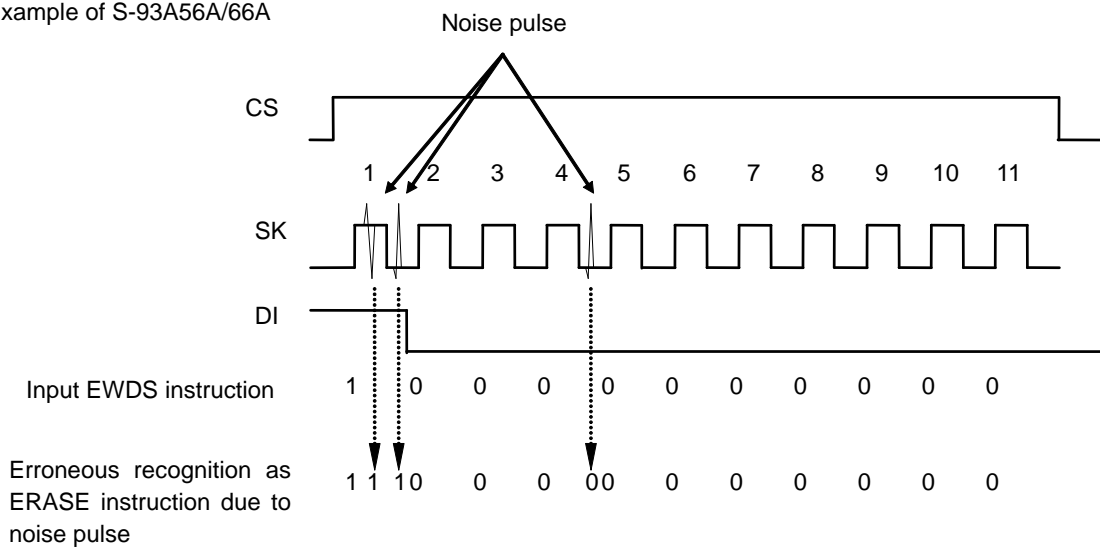 xample of S-93A56A/66A
Noise pulse
CS
1 2 3 4 5 6 7 8 9 10 11
SK
DI
Input EWDS instruction 1 0 0 0 0 0 0 0 0 0 0
Erroneous recognition as
ERASE instruction due to
noise pulse
1 1 1 0 0 0 0 0 0 0 0 0 0 0